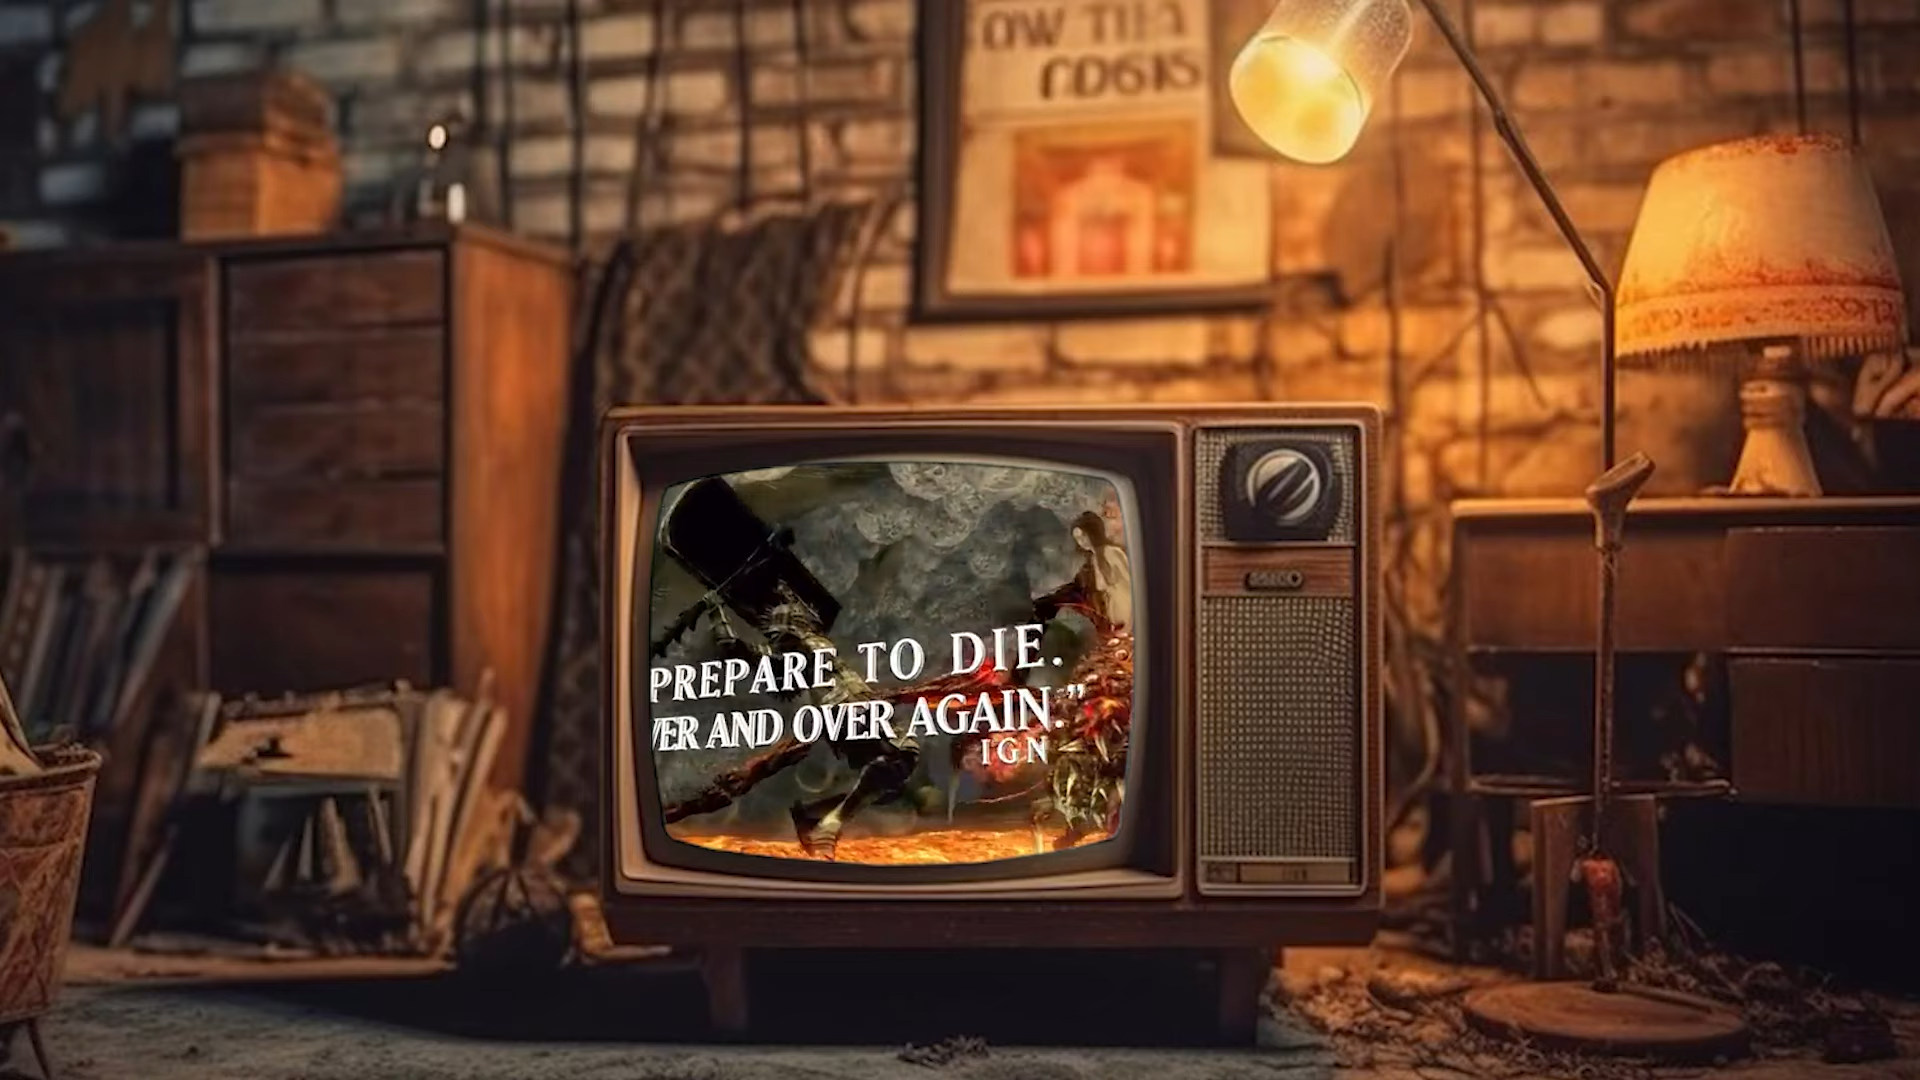 PREPARE TO DIE.
VER AND OVER AGAIN.”
IGN